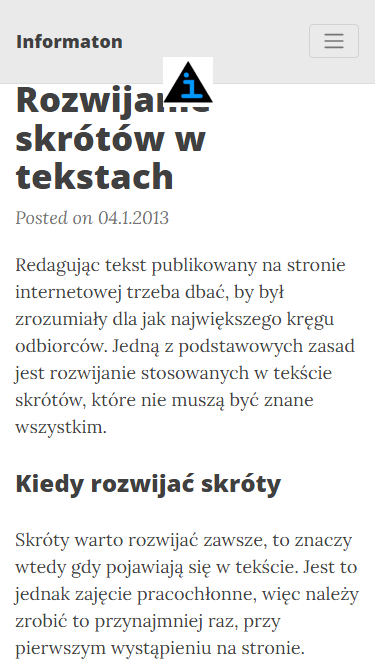 Informaton
Rozwijanie
skrótów w
tekstach
Posted on 04.1.2013
Redagując tekst publikowany na stronie
internetowej trzeba dbać, by był
zrozumiały dla jak największego kręgu
odbiorców. Jedną z podstawowych zasad
jest rozwijanie stosowanych w tekście
skrótów, które nie muszą być znane
wszystkim.
Kiedy rozwijać skróty
Skróty warto rozwijać zawsze, to znaczy
wtedy gdy pojawiają się w tekście. Jest to
jednak zajęcie pracochłonne, więc należy
zrobić to przynajmniej raz, przy
pierwszym wystąpieniu na stronie.